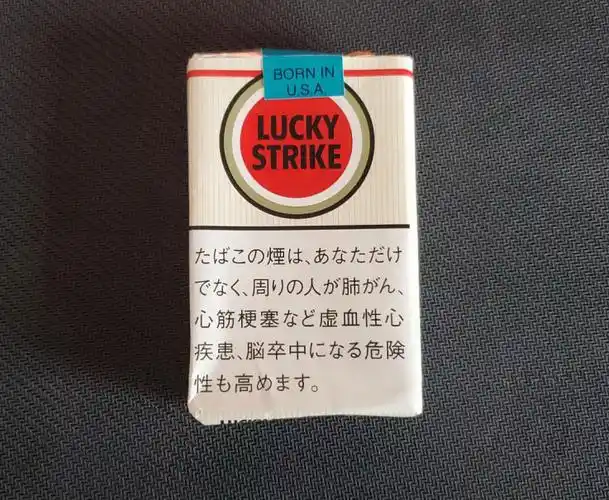 BORN IN
U.S.A.
LUCKY
STRIKE
たばこの煙は、あなただけ
でなく、周りの人が肺がん、
心筋梗塞など虚血性心
疾患、脳卒中になる危険
性も高めます。